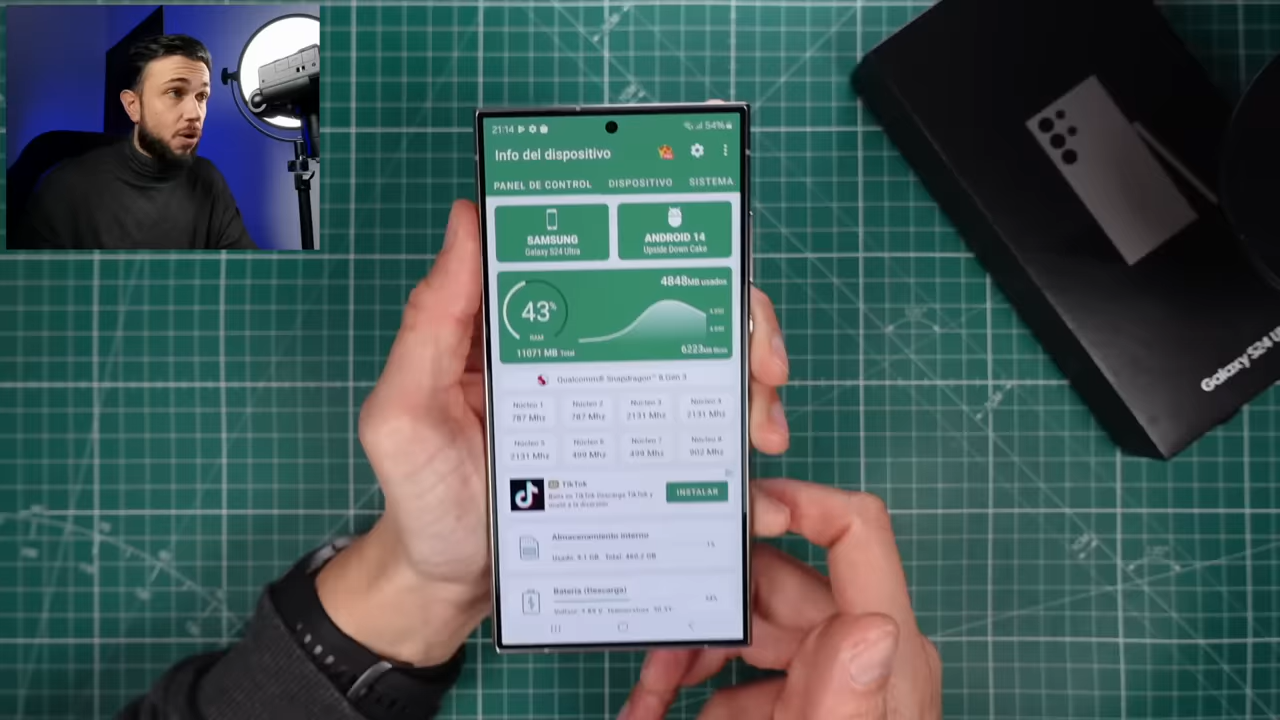 21:14
54%
Info del dispositivo
PANEL DE CONTROL DISPOSITIVO SISTEMA
SAMSUNG
Galaxy S24 Ultra
ANDROID 14
Upside Down Cake
4848MB usados
43%
RAM
11071 MB Total
6223MB
Qualcomm® Snapdragon™ 8 Gen 3
Núcleo 1 Núcleo 2 Núcleo 3 Núcleo 4
787 Mhz 787 Mhz 2131 Mhz 2131 Mhz
Núcleo 5 Núcleo 6 Núcleo 7 Núcleo 8
2131 Mhz 499 Mhz 499 Mhz 902 Mhz
TikTok
INSTALAR
Almacenamiento interno
Batería (Descarga)
Galaxy S24 U